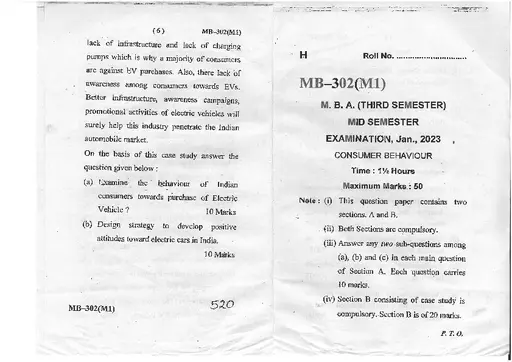 (6) MB–302(M1)
lack of infrastructure and lack of charging
pumps which is why a majority of consumers
are against EV purchases. Also, there lack of
awareness among consumers towards EVs.
Better infrastructure, awareness campaigns,
promotional activities of electric vehicles will
surely help this industry penetrate the Indian
automobile market.
On the basis of this case study answer the
question given below :
(a) Examine the behaviour of Indian
consumers towards purchase of Electric
Vehicle ? 10 Marks
(b) Design strategy to develop positive
attitudes toward electric cars in India.
10 Marks
MB–302(M1) 520
H Roll No. ..............................
MB–302(M1)
M. B. A. (THIRD SEMESTER)
MID SEMESTER
EXAMINATION, Jan., 2023
CONSUMER BEHAVIOUR
Time : 1½ Hours
Maximum Marks : 50
Note : (i) This question paper contains two
sections. A and B.
(ii) Both Sections are compulsory.
(iii) Answer any two sub-questions among
(a), (b) and (c) in each main question
of Section A. Each question carries
10 marks.
(iv) Section B consisting of case study is
compulsory. Section B is of 20 marks.
P. T. O.